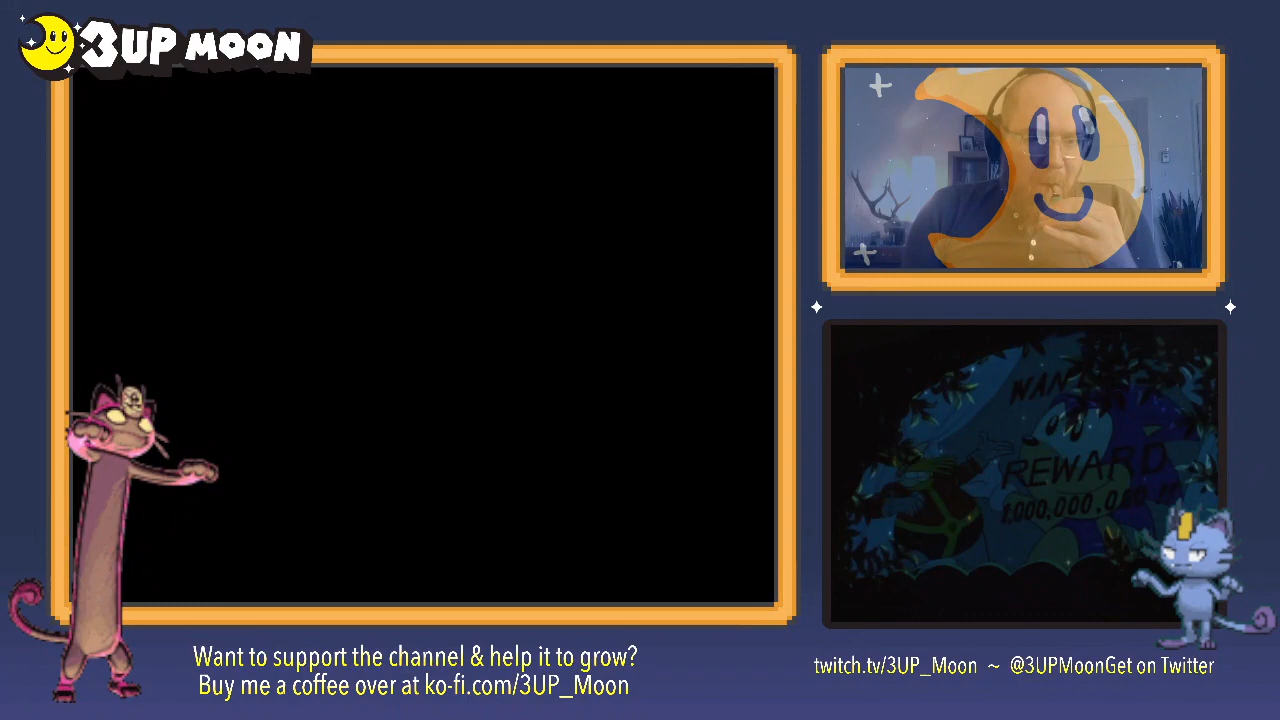 3UP MOON
WAN
REWARD
Want to support the channel & help it to grow?
Buy me a coffee over at ko-fi.com/3UP_Moon
twitch.tv/3UP_Moon ~ @3UPMoonGet on Twitter